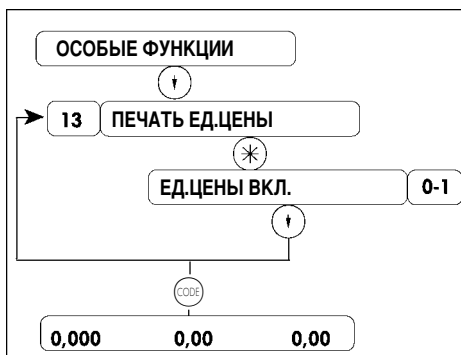 ОСОБЫЕ ФУНКЦИИ
13 ПЕЧАТЬ ЕД.ЦЕНЫ
ЕД.ЦЕНЫ ВКЛ. 0-1
CODE
0,000 0,00 0,00